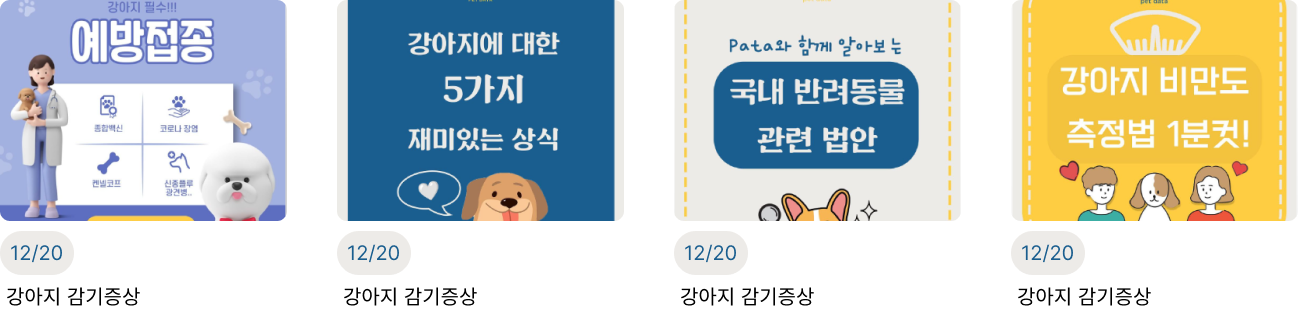 강아지 필수!!!
예방접종
종합백신
코로나 장염
켄넬코프
신종플루
광견병..
12/20
강아지 감기증상
강아지에 대한
5가지
재미있는 상식
12/20
강아지 감기증상
Pata와 함께 알아보는
국내 반려동물
관련 법안
12/20
강아지 감기증상
pet data
강아지 비만도
측정법 1분컷!
12/20
강아지 감기증상